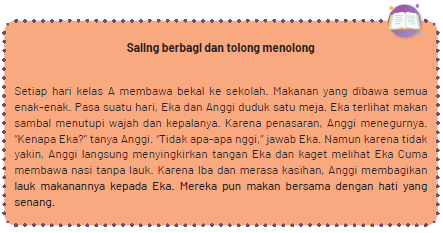 Saling berbagi dan tolong menolong
Setiap hari kelas A membawa bekal ke sekolah. Makanan yang dibawa semua
enak-enak. Pasa suatu hari, Eka dan Anggi duduk satu meja. Eka terlihat makan
sambal menutupi wajah dan kepalanya. Karena penasaran, Anggi menegurnya.
"Kenapa Eka?" tanya Anggi. "Tidak apa-apa nggi," jawab Eka. Namun karena tidak
yakin, Anggi langsung menyingkirkan tangan Eka dan kaget melihat Eka Cuma
membawa nasi tanpa lauk. Karena Iba dan merasa kasihan, Anggi membagikan
lauk makanannya kepada Eka. Mereka pun makan bersama dengan hati yang
senang.